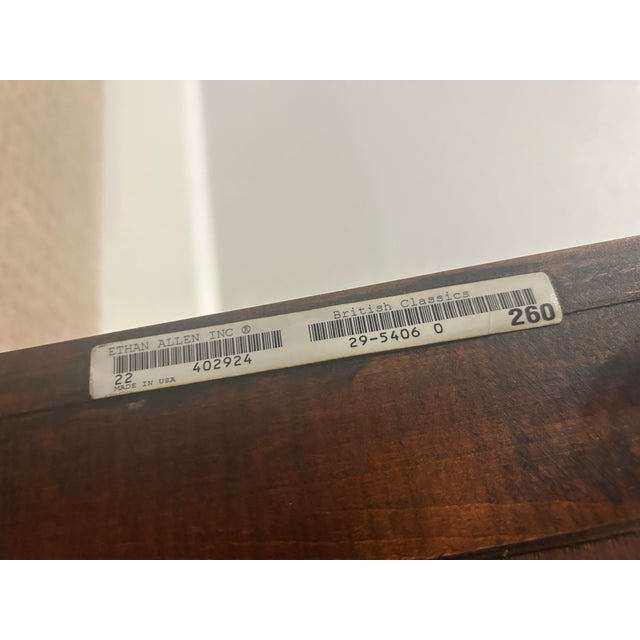 ETHAN ALLEN INC ®
22 402924
MADE IN USA
British Classics
29-5406 0
260